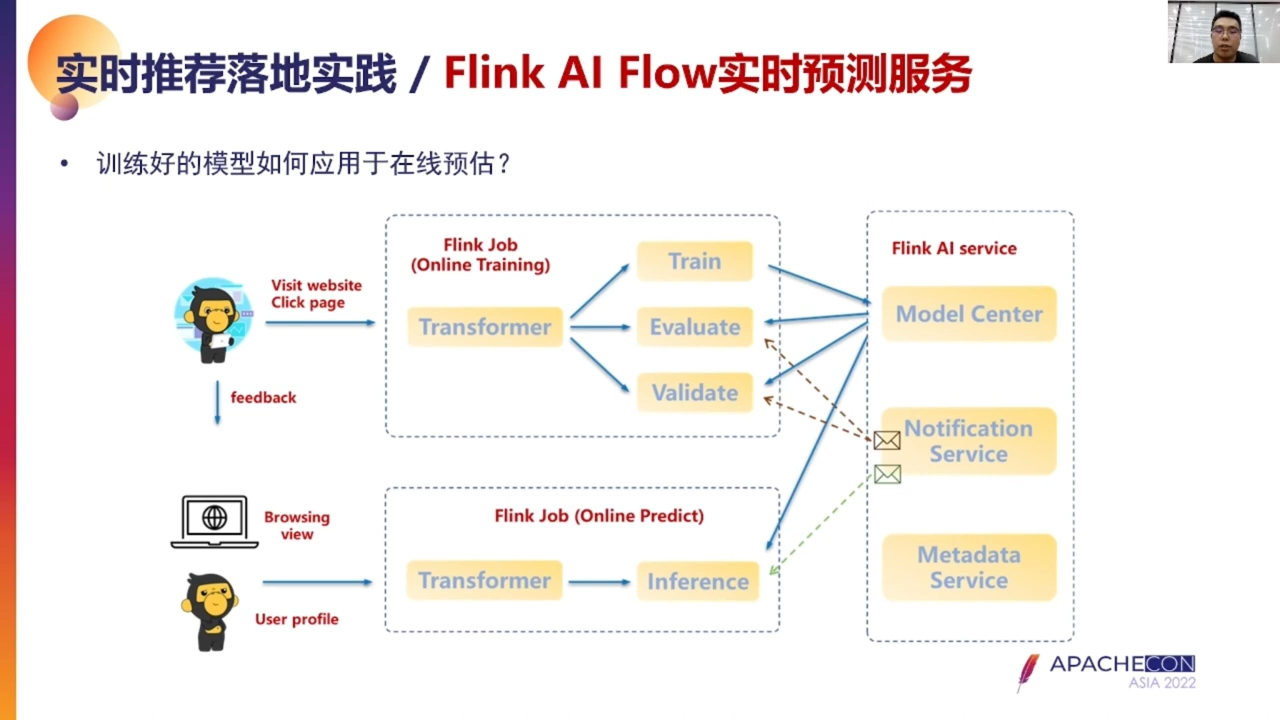 实时推荐落地实践 / Flink AI Flow实时预测服务
• 训练好的模型如何应用于在线预估？
Flink Job
(Online Training)
Train
Flink AI service
Visit website
Click page
Transformer
Evaluate
Model Center
Validate
feedback
Notification
Service
Browsing
view
Flink Job (Online Predict)
Transformer
Inference
Metadata
Service
User profile
APACHECON
ASIA 2022